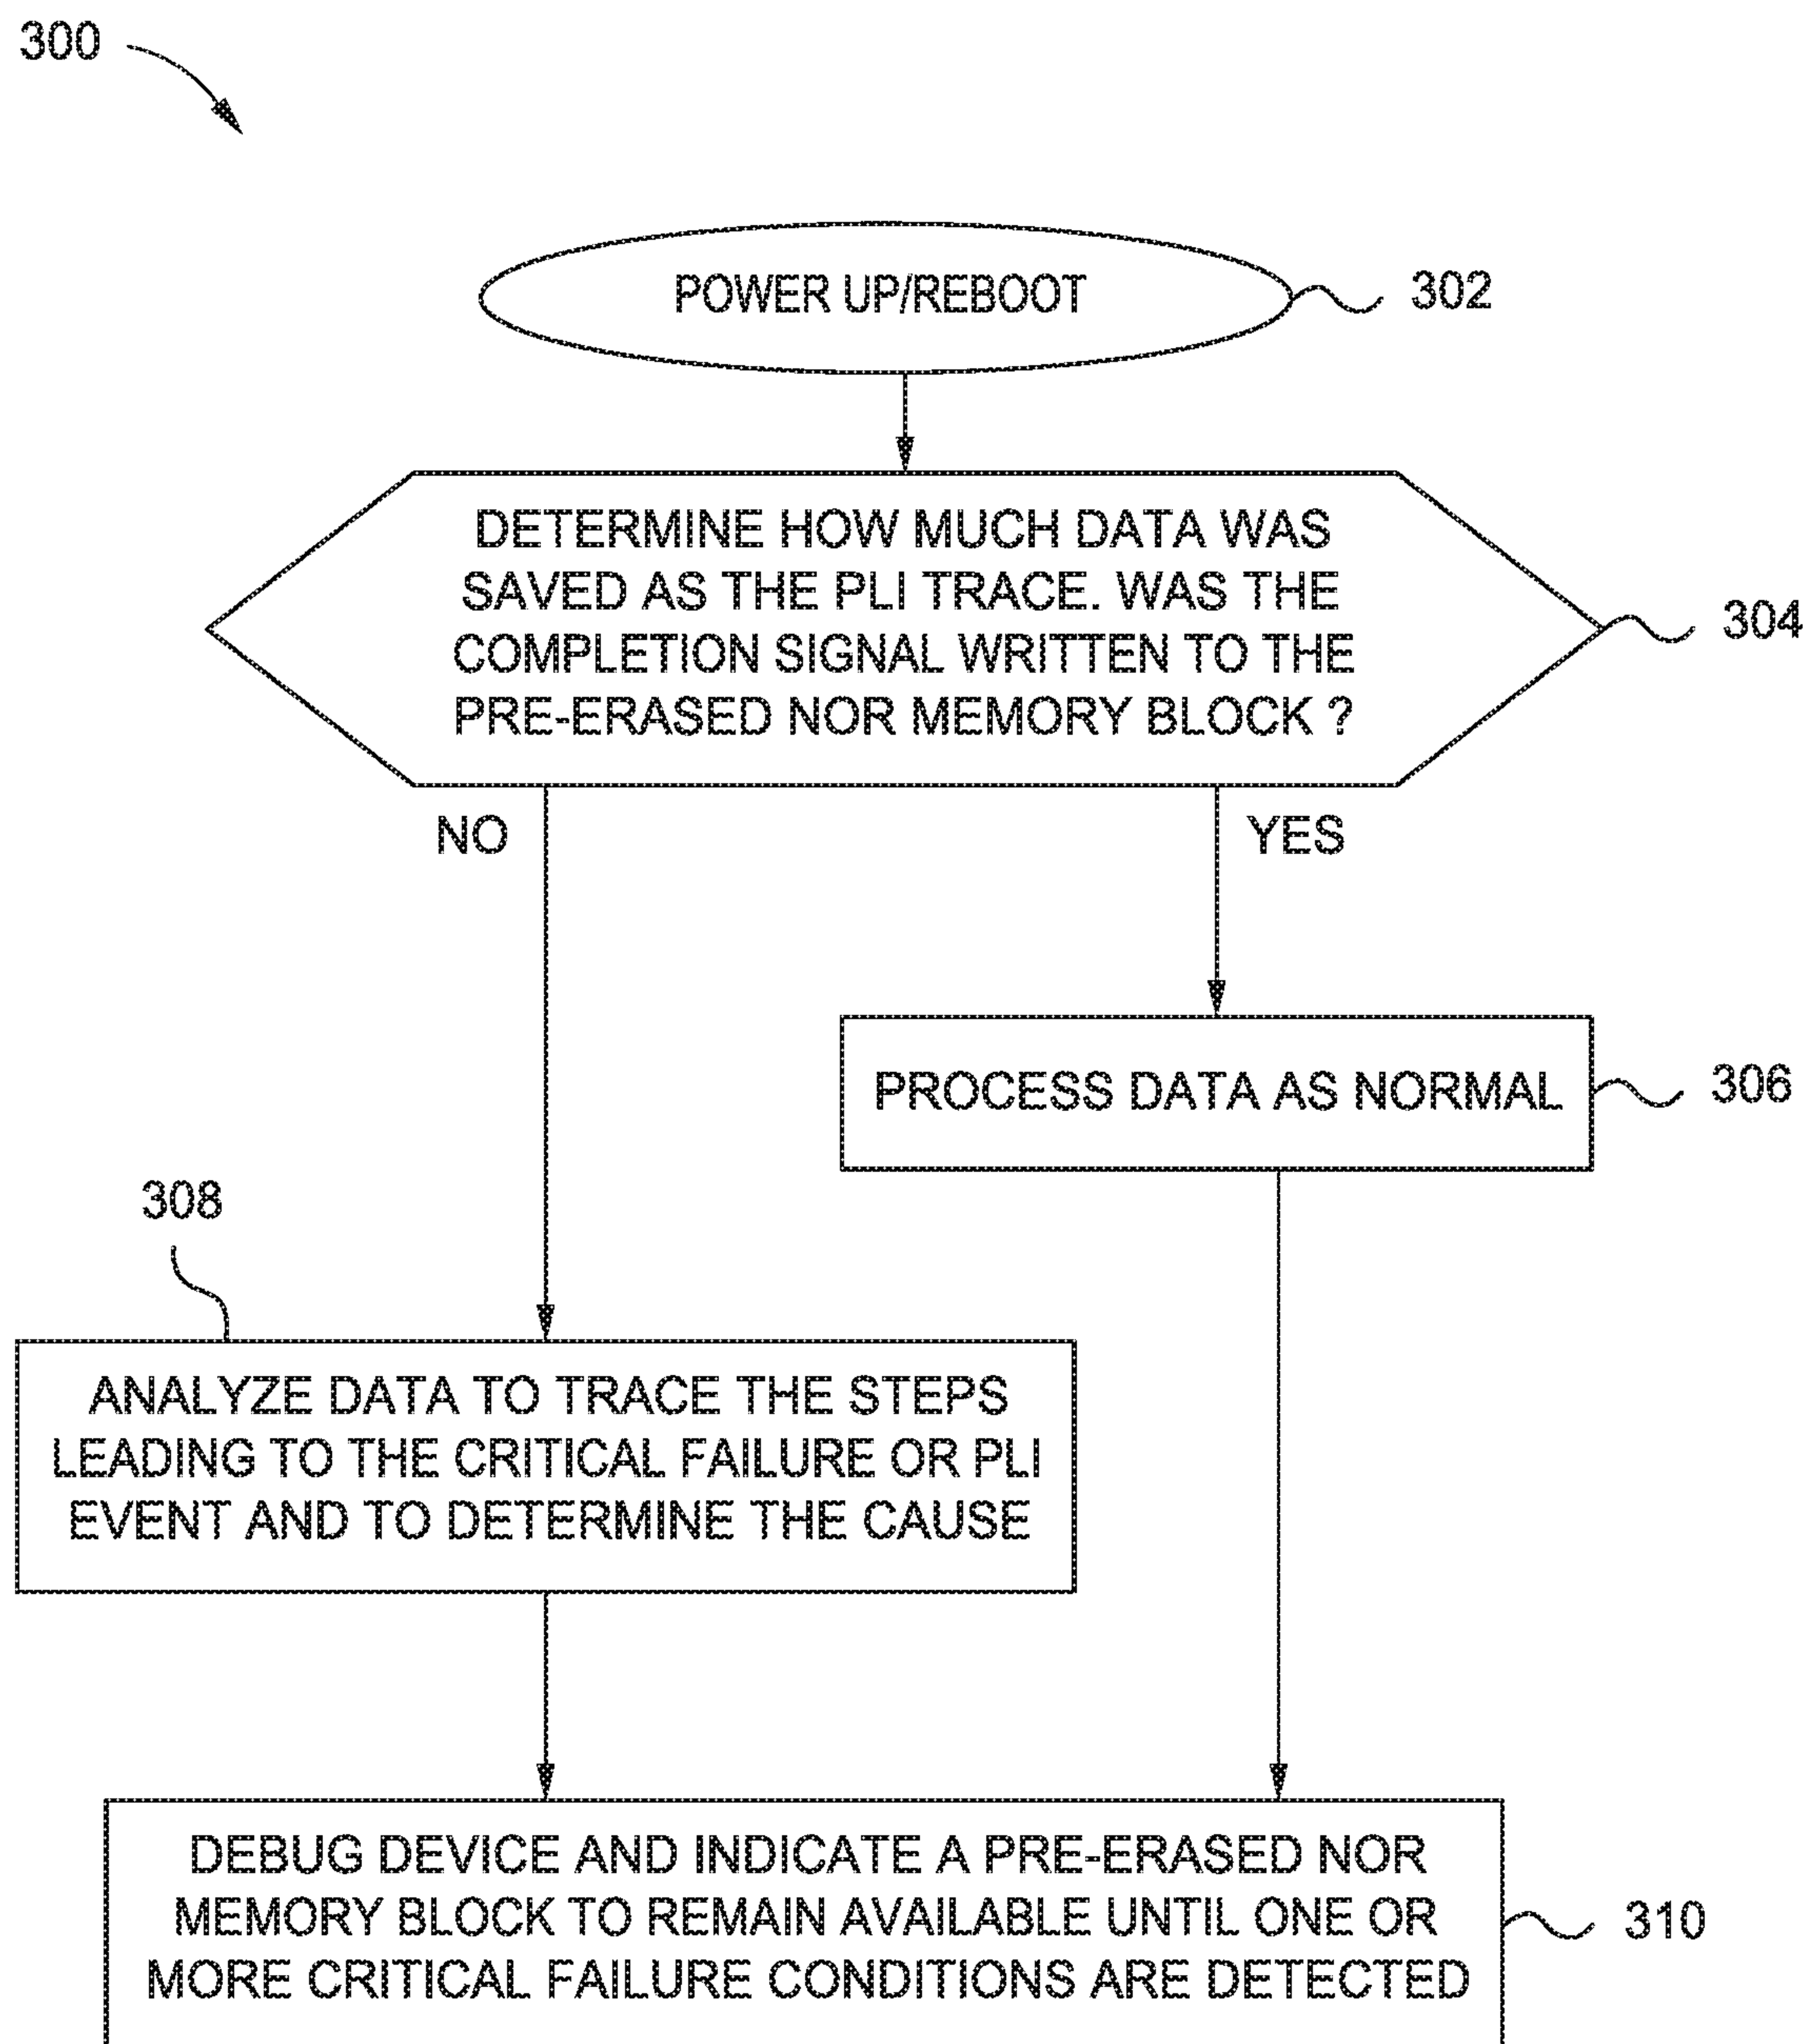 300
POWER UP/REBOOT
302
DETERMINE HOW MUCH DATA WAS
SAVED AS THE PLI TRACE. WAS THE
COMPLETION SIGNAL WRITTEN TO THE
PRE-ERASED NOR MEMORY BLOCK ?
304
NO
YES
PROCESS DATA AS NORMAL
306
308
ANALYZE DATA TO TRACE THE STEPS
LEADING TO THE CRITICAL FAILURE OR PLI
EVENT AND TO DETERMINE THE CAUSE
DEBUG DEVICE AND INDICATE A PRE-ERASED NOR
MEMORY BLOCK TO REMAIN AVAILABLE UNTIL ONE OR
MORE CRITICAL FAILURE CONDITIONS ARE DETECTED
310